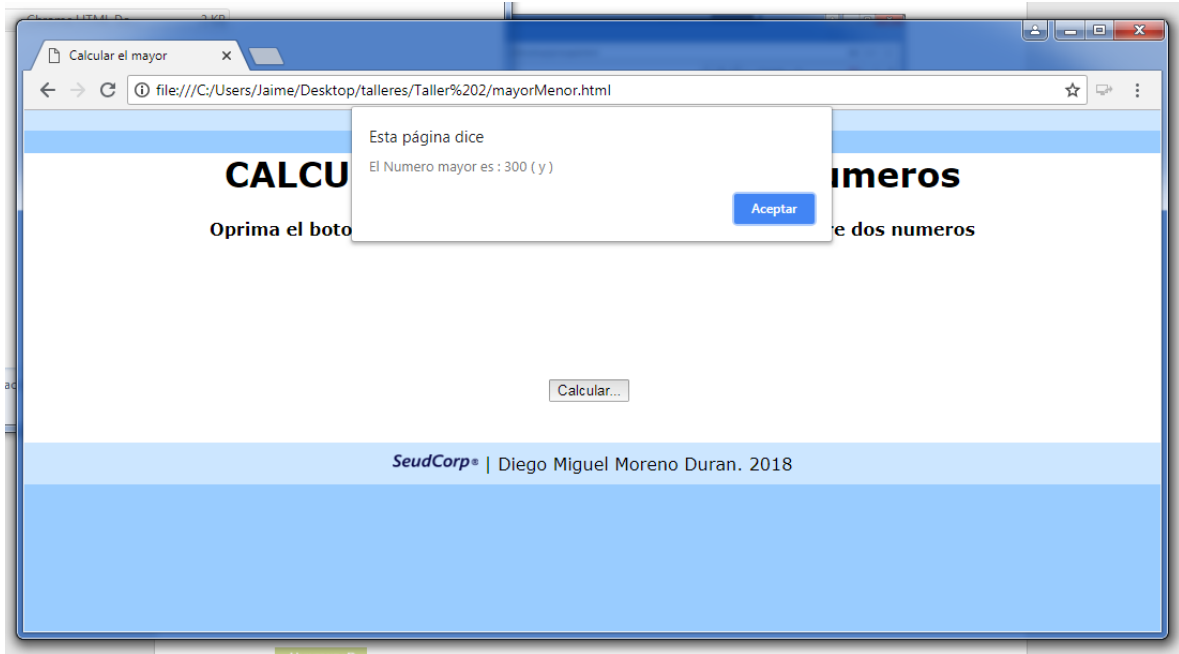 Calcular el mayor
file:///C:/Users/Jaime/Desktop/talleres/Taller%202/mayorMenor.html
Esta página dice
El Numero mayor es : 300 ( y )
Aceptar
CALCU umeros
Oprima el boto e dos numeros
Calcular...
SeudCorp® | Diego Miguel Moreno Duran. 2018